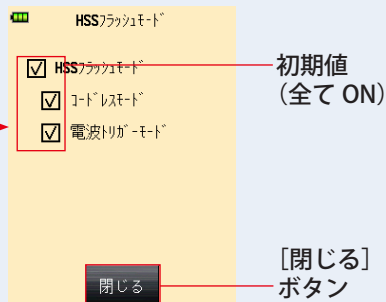 HSSﾌﾗｯｼｭﾓｰﾄﾞ
HSSﾌﾗｯｼｭﾓｰﾄﾞ
ｺｰﾄﾞﾚｽﾓｰﾄﾞ
電波ﾄﾘｶﾞｰﾓｰﾄﾞ
初期値
（全て ON）
閉じる
［閉じる］
ボタン